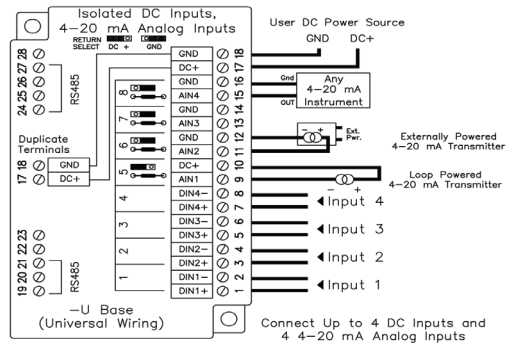 Isolated DC Inputs,
4-20 mA Analog Inputs
RETURN
SELECT DC + GND
User DC Power Source
GND DC+
28
27
26
25
24
RS485
GND 18
DC+ 17
GND 16
AIN4 15
GND 14
AIN3 13
GND 12
AIN2 11
DC+ 10
AIN1 9
DIN4- 8
DIN4+ 7
DIN3- 6
DIN3+ 5
DIN2- 4
DIN2+ 3
DIN1- 2
DIN1+ 1
8
7
6
5
4
3
2
1
Gnd
OUT
Any
4-20 mA
Instrument
- +
Ext.
Pwr.
Externally Powered
4-20 mA Transmitter
Loop Powered
4-20 mA Transmitter
- +
Duplicate
Terminals
18 GND
17 DC+
Input 4
Input 3
Input 2
Input 1
23
22
21
20
19
RS485
-U Base
(Universal Wiring)
Connect Up to 4 DC Inputs and
4 4-20 mA Analog Inputs